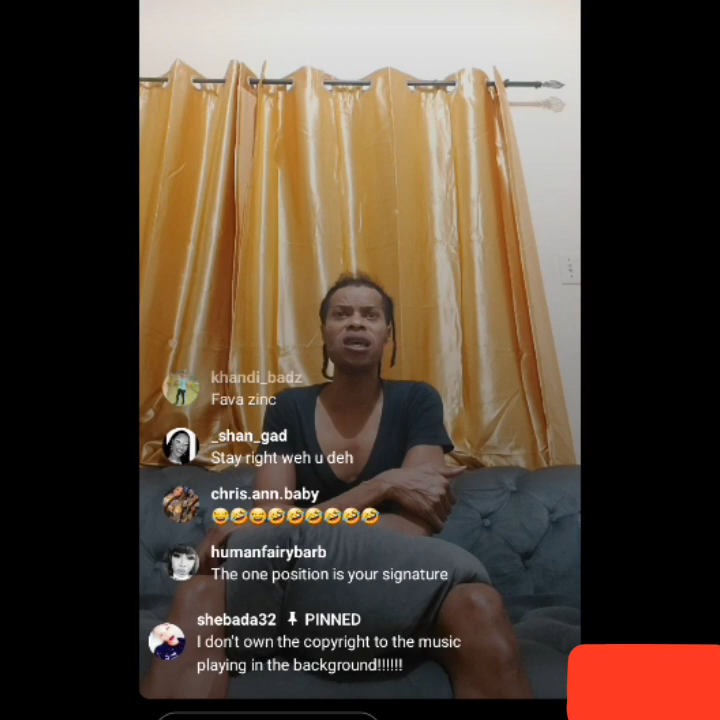 khandi_badz
Fava zinc
_shan_gad
Stay right weh u deh
chris.ann.baby
😅🤣😅🤣🤣🤣🤣🤣🤣
humanfairybarb
The one position is your signature
shebada32 PINNED
I don't own the copyright to the music
playing in the background!!!!!!